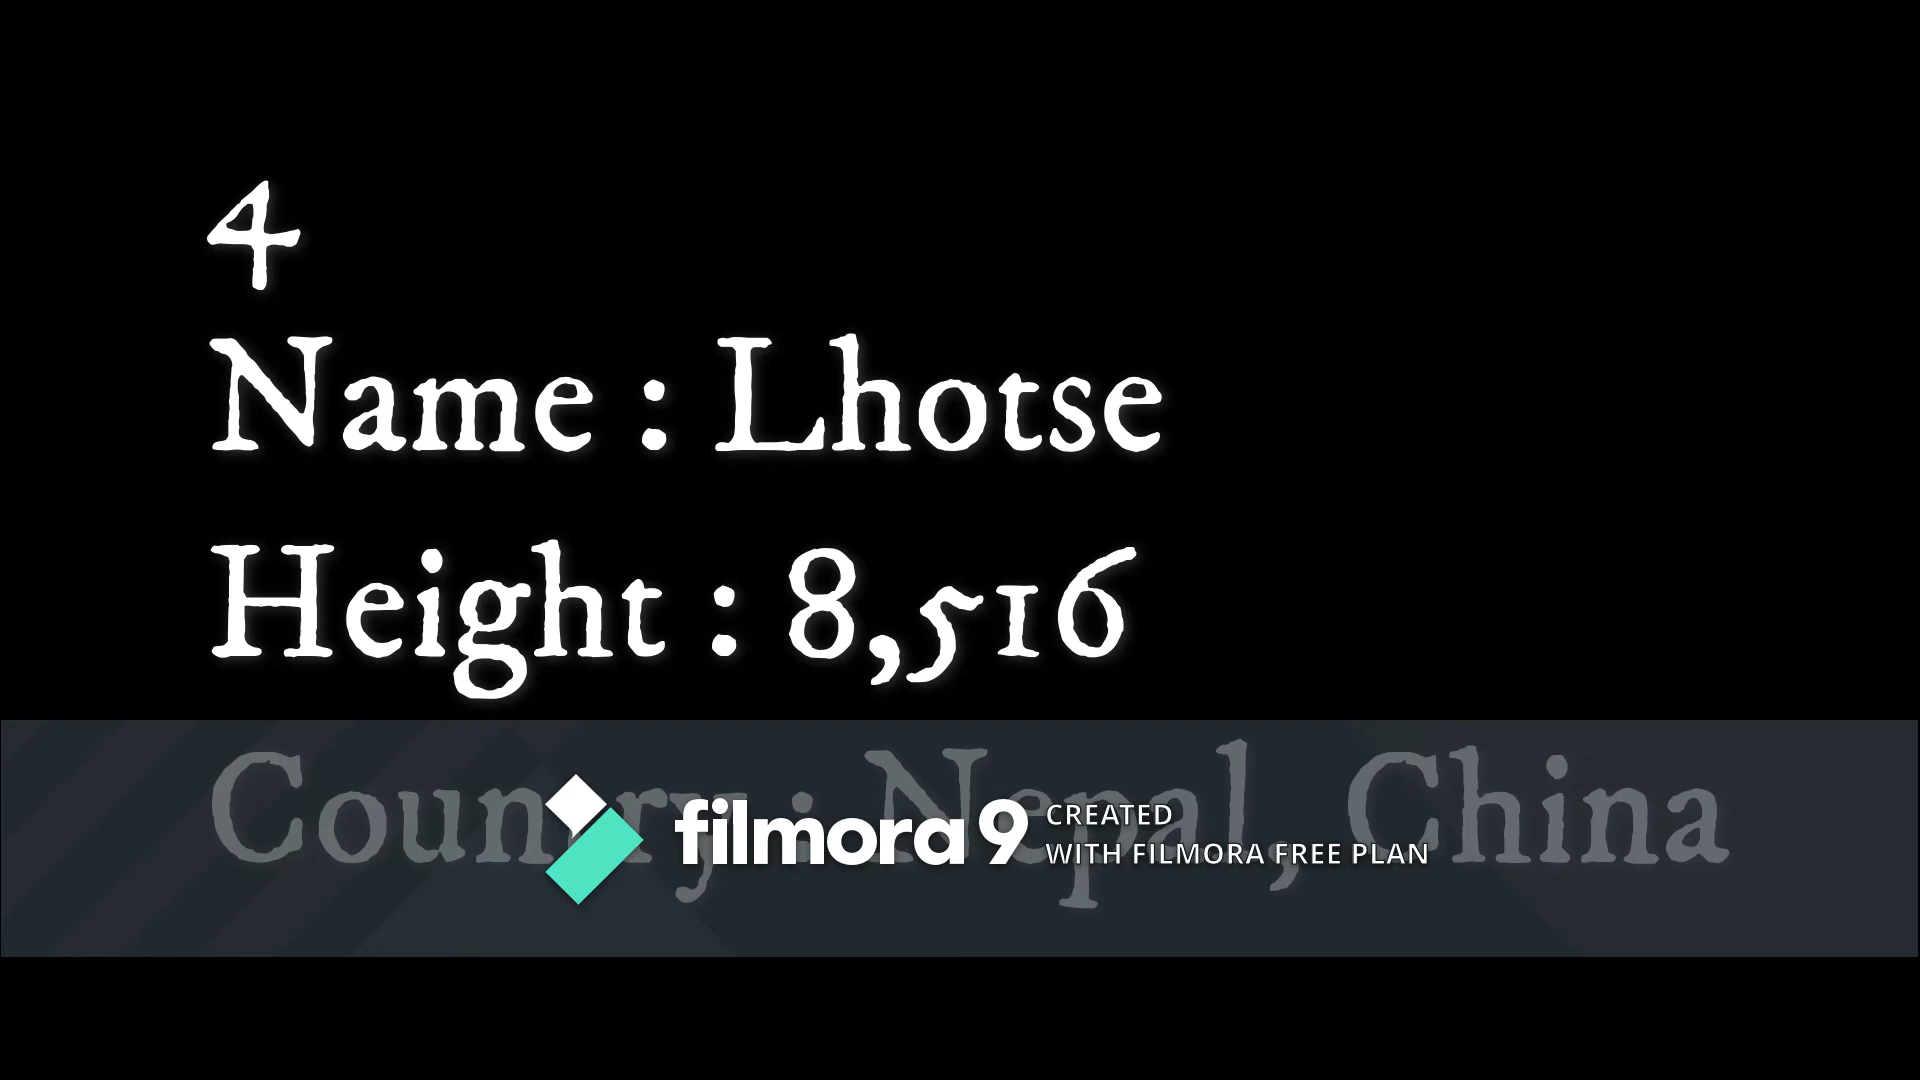 4
Name : Lhotse
Height : 8,516
Country : Nepal, China
filmora9
CREATED
WITH FILMORA FREE PLAN